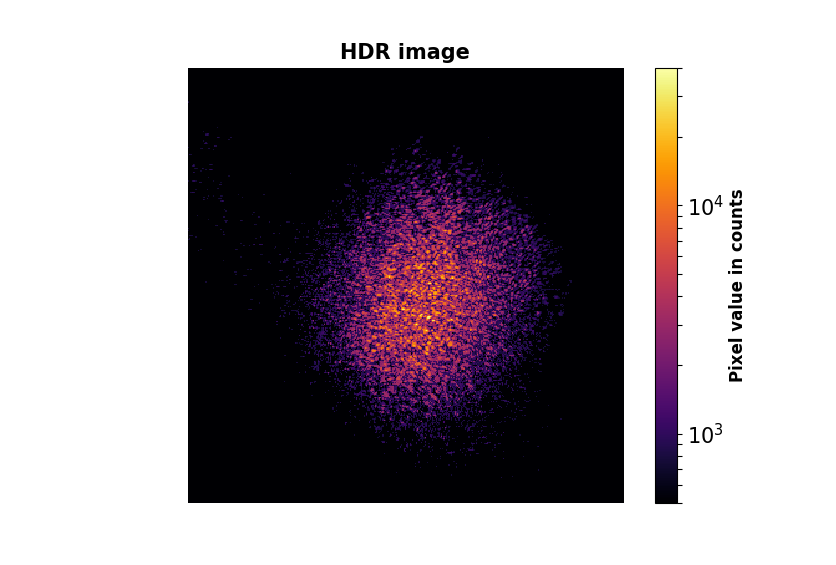 HDR image
10^4
10^3
Pixel value in counts